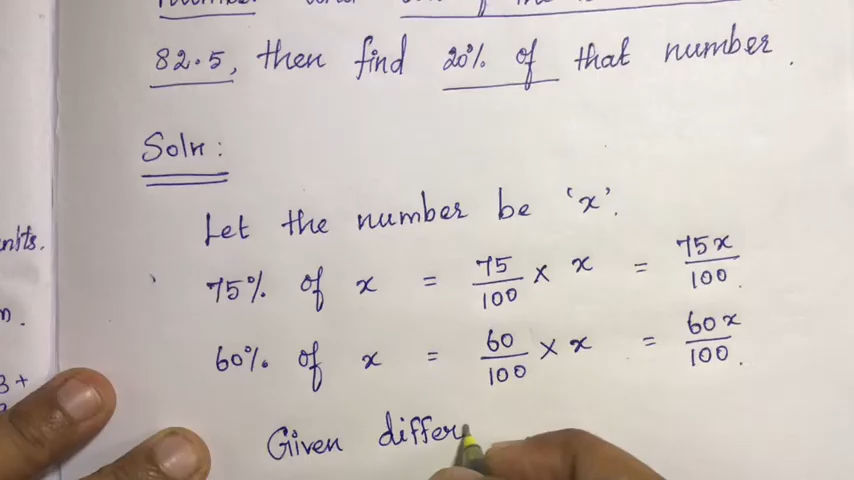 82.5, then find 20% of that number.
Soln:
Let the number be 'x'.
75% of x = 75/100 × x = 75x/100.
60% of x = 60/100 × x = 60x/100.
Given differ